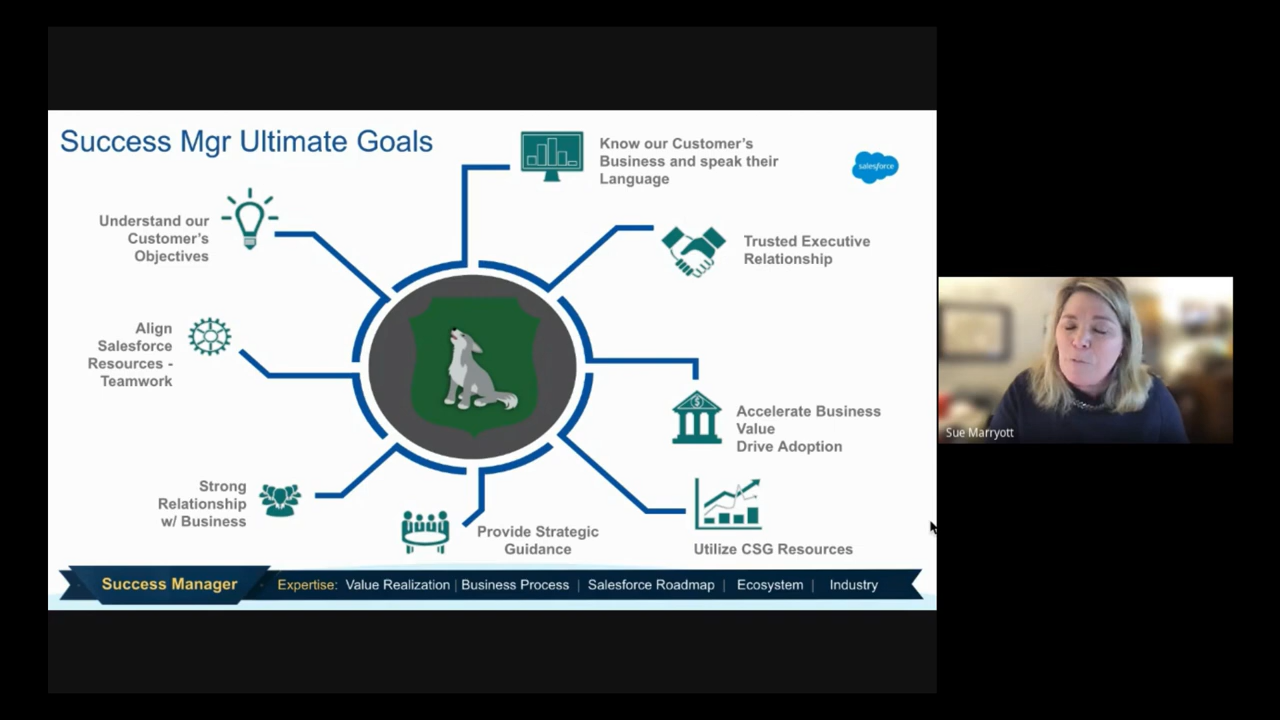 Success Mgr Ultimate Goals
Know our Customer's
Business and speak their
Language
salesforce
Understand our
Customer's
Objectives
Trusted Executive
Relationship
Align
Salesforce
Resources -
Teamwork
Accelerate Business
Value
Drive Adoption
Strong
Relationship
w/ Business
Provide Strategic
Guidance
Utilize CSG Resources
Success Manager
Expertise: Value Realization | Business Process | Salesforce Roadmap | Ecosystem | Industry
Sue Marryott
$